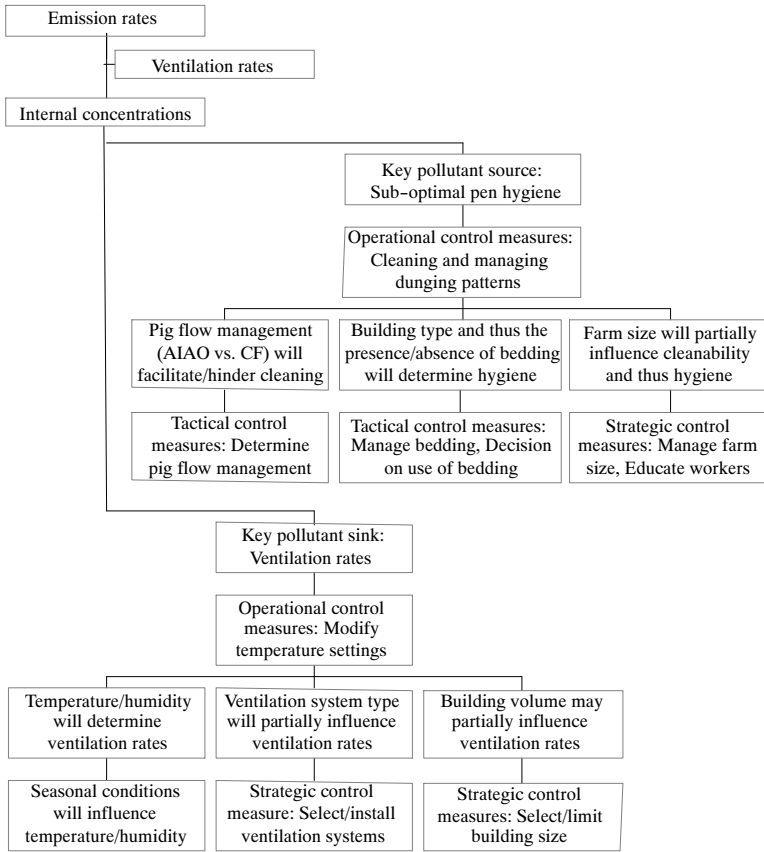 Emission rates
Ventilation rates
Internal concentrations
Key pollutant source:
Sub-optimal pen hygiene
Operational control measures:
Cleaning and managing
dunging patterns
Pig flow management
(AIAO vs. CF) will
facilitate/hinder cleaning
Building type and thus the
presence/absence of bedding
will determine hygiene
Farm size will partially
influence cleanability
and thus hygiene
Tactical control
measures: Determine
pig flow management
Tactical control measures:
Manage bedding, Decision
on use of bedding
Strategic control
measures: Manage farm
size, Educate workers
Key pollutant sink:
Ventilation rates
Operational control
measures: Modify
temperature settings
Temperature/humidity
will determine
ventilation rates
Ventilation system type
will partially influence
ventilation rates
Building volume may
partially influence
ventilation rates
Seasonal conditions
will influence
temperature/humidity
Strategic control
measure: Select/install
ventilation systems
Strategic control
measures: Select/limit
building size